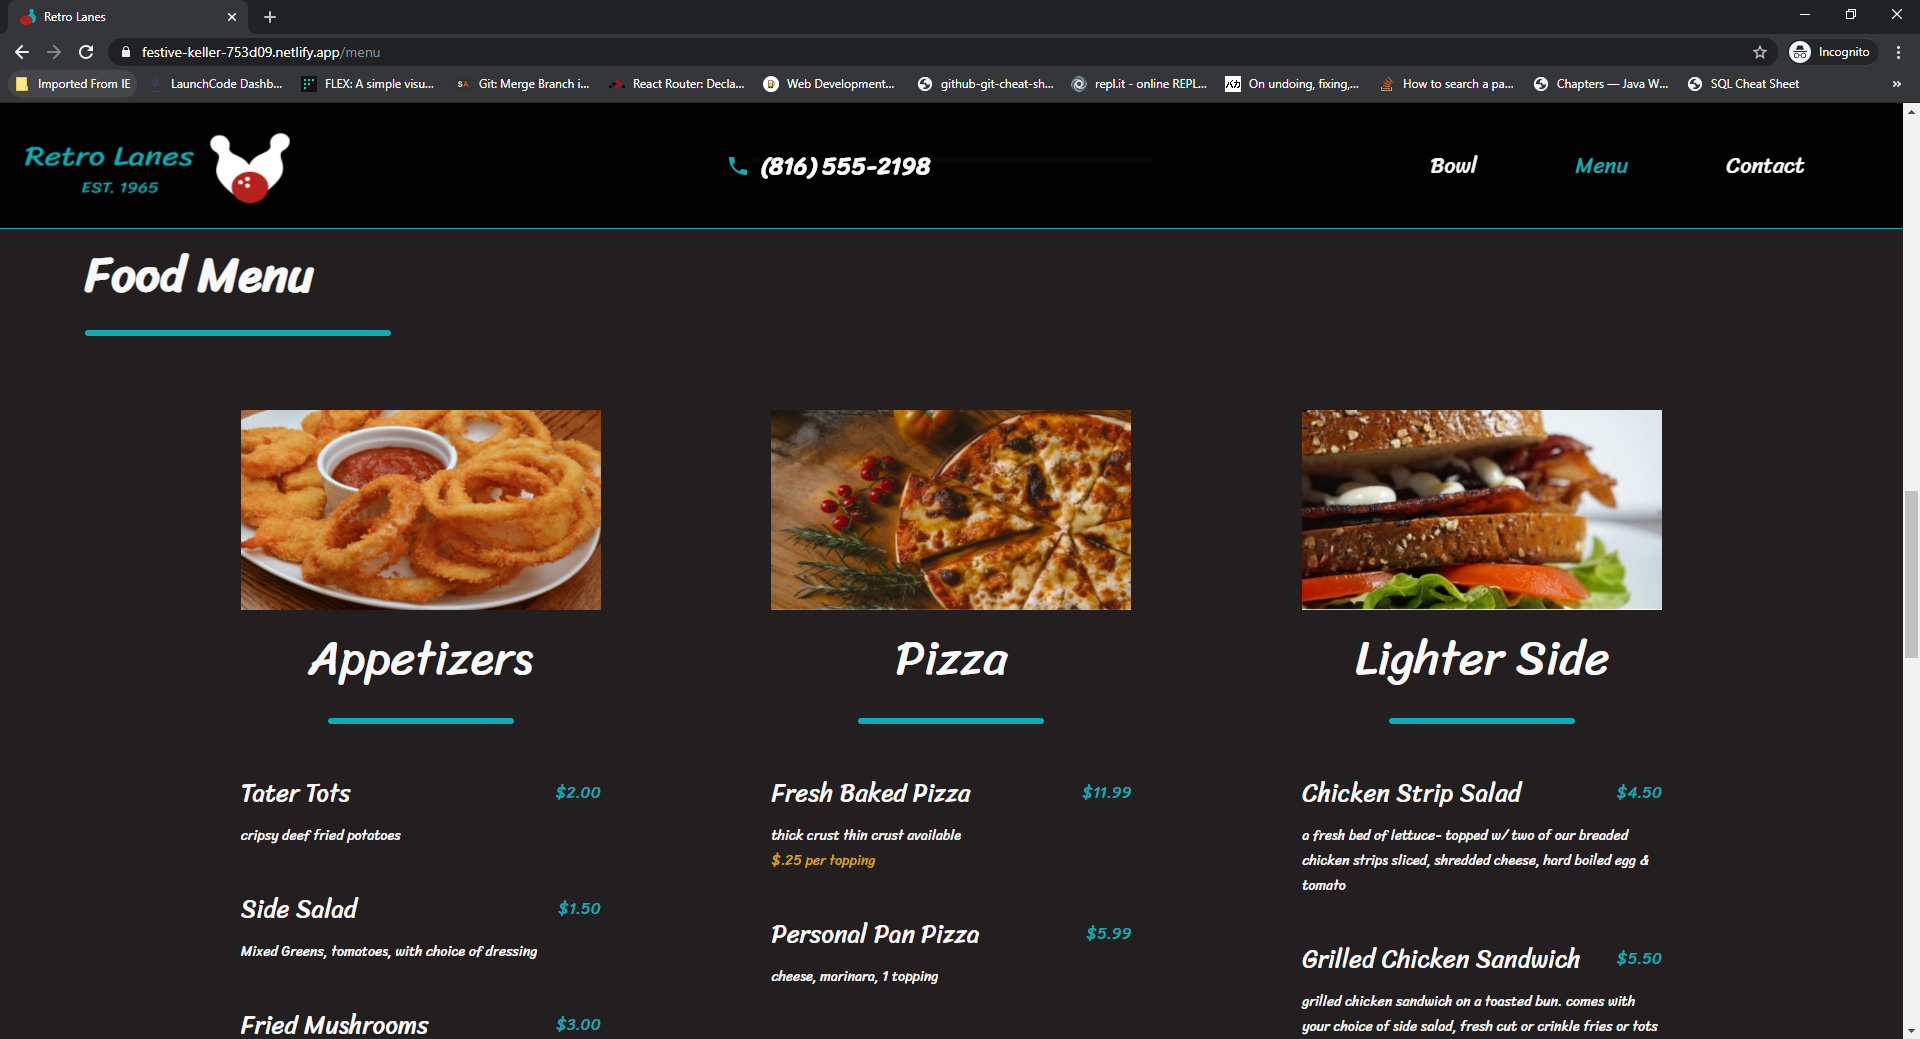 Retro Lanes
festive-keller-753d09.netlify.app/menu
Incognito
Imported From IE
LaunchCode Dashb...
FLEX: A simple visu...
SA
Git: Merge Branch i...
React Router: Decla...
Web Development...
github-git-cheat-sh...
repl.it - online REPL...
バカ
On undoing, fixing,...
How to search a pa...
Chapters — Java W...
SQL Cheat Sheet
»
Retro Lanes
EST. 1965
(816) 555-2198
Bowl
Menu
Contact
Food Menu
Appetizers
Tater Tots $2.00
cripsy deef fried potatoes
Side Salad $1.50
Mixed Greens, tomatoes, with choice of dressing
Fried Mushrooms $3.00
Pizza
Fresh Baked Pizza $11.99
thick crust thin crust available
$.25 per topping
Personal Pan Pizza $5.99
cheese, marinara, 1 topping
Lighter Side
Chicken Strip Salad $4.50
a fresh bed of lettuce- topped w/ two of our breaded
chicken strips sliced, shredded cheese, hard boiled egg &
tomato
Grilled Chicken Sandwich $5.50
grilled chicken sandwich on a toasted bun. comes with
your choice of side salad, fresh cut or crinkle fries or tots